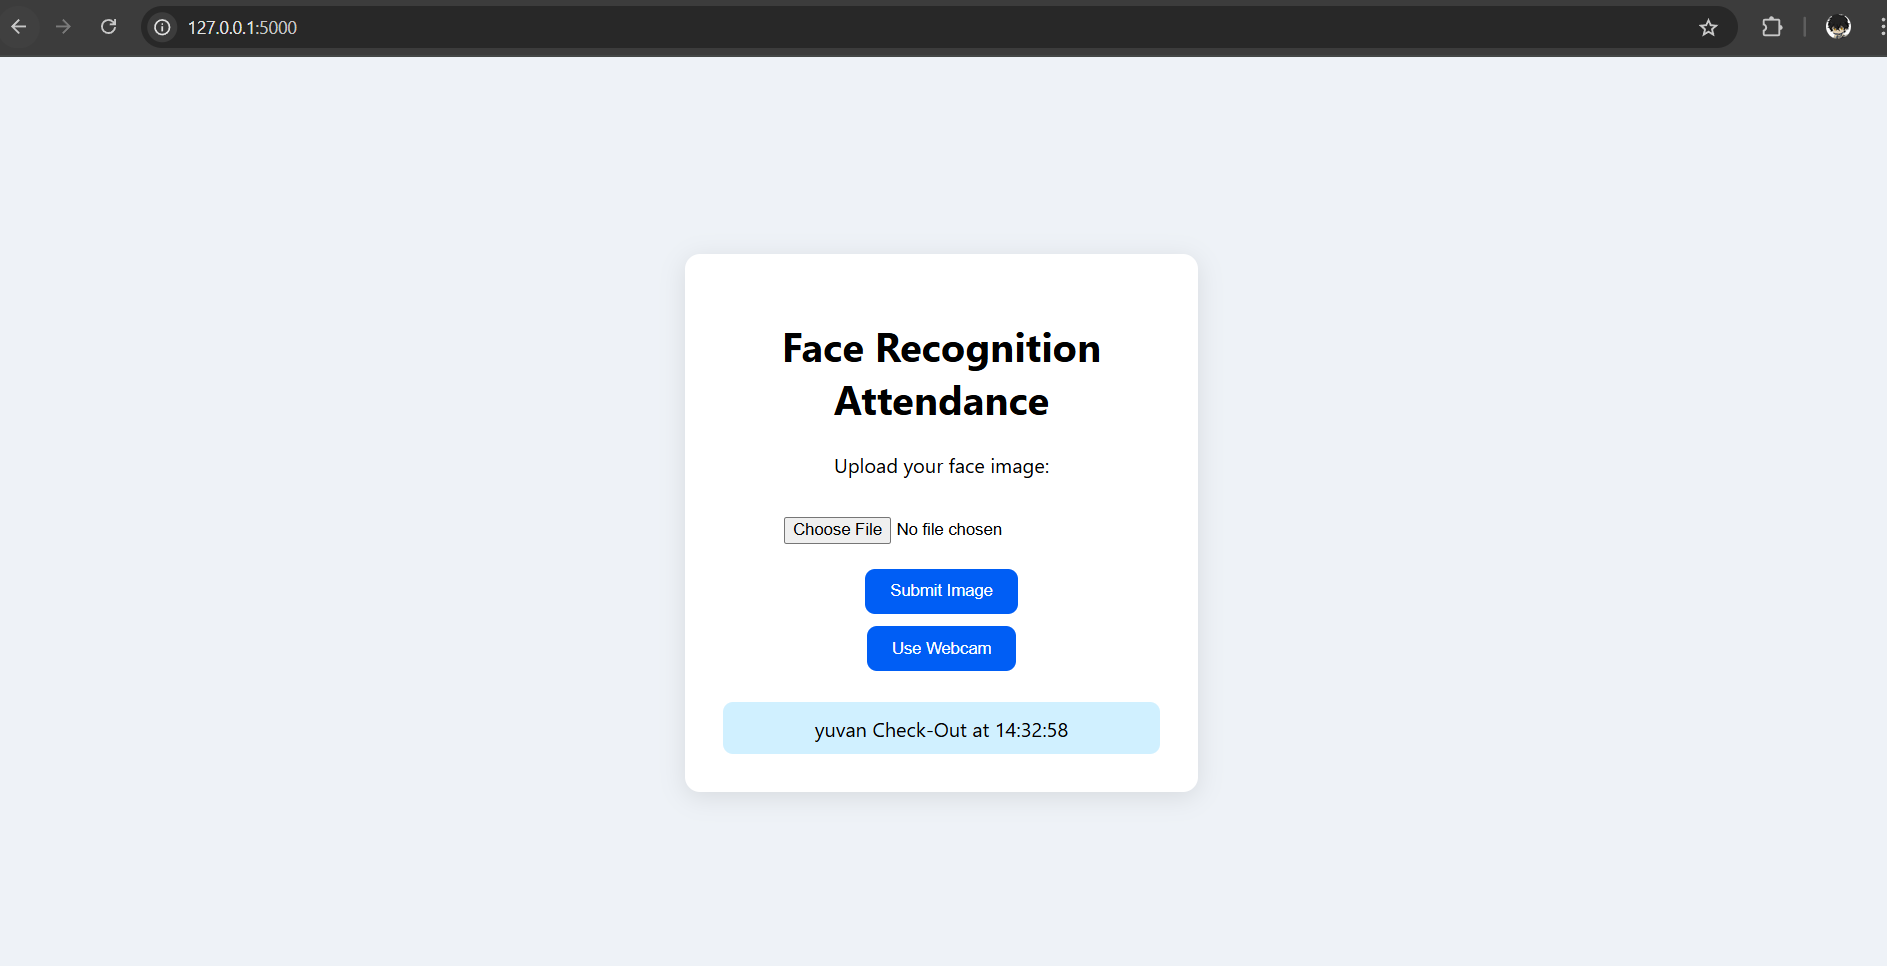 127.0.0.1:5000
Face Recognition
Attendance
Upload your face image:
Choose File No file chosen
Submit Image
Use Webcam
yuvan Check-Out at 14:32:58